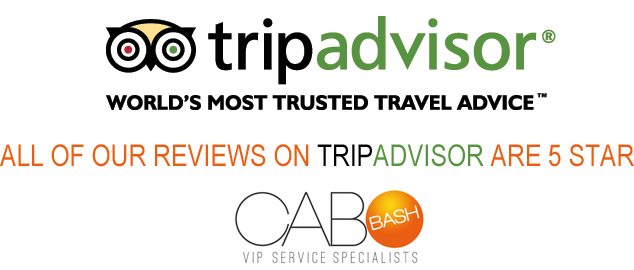 tripadvisor®
WORLD'S MOST TRUSTED TRAVEL ADVICE™
ALL OF OUR REVIEWS ON TRIPADVISOR ARE 5 STAR
CABO BASH
VIP SERVICE SPECIALISTS